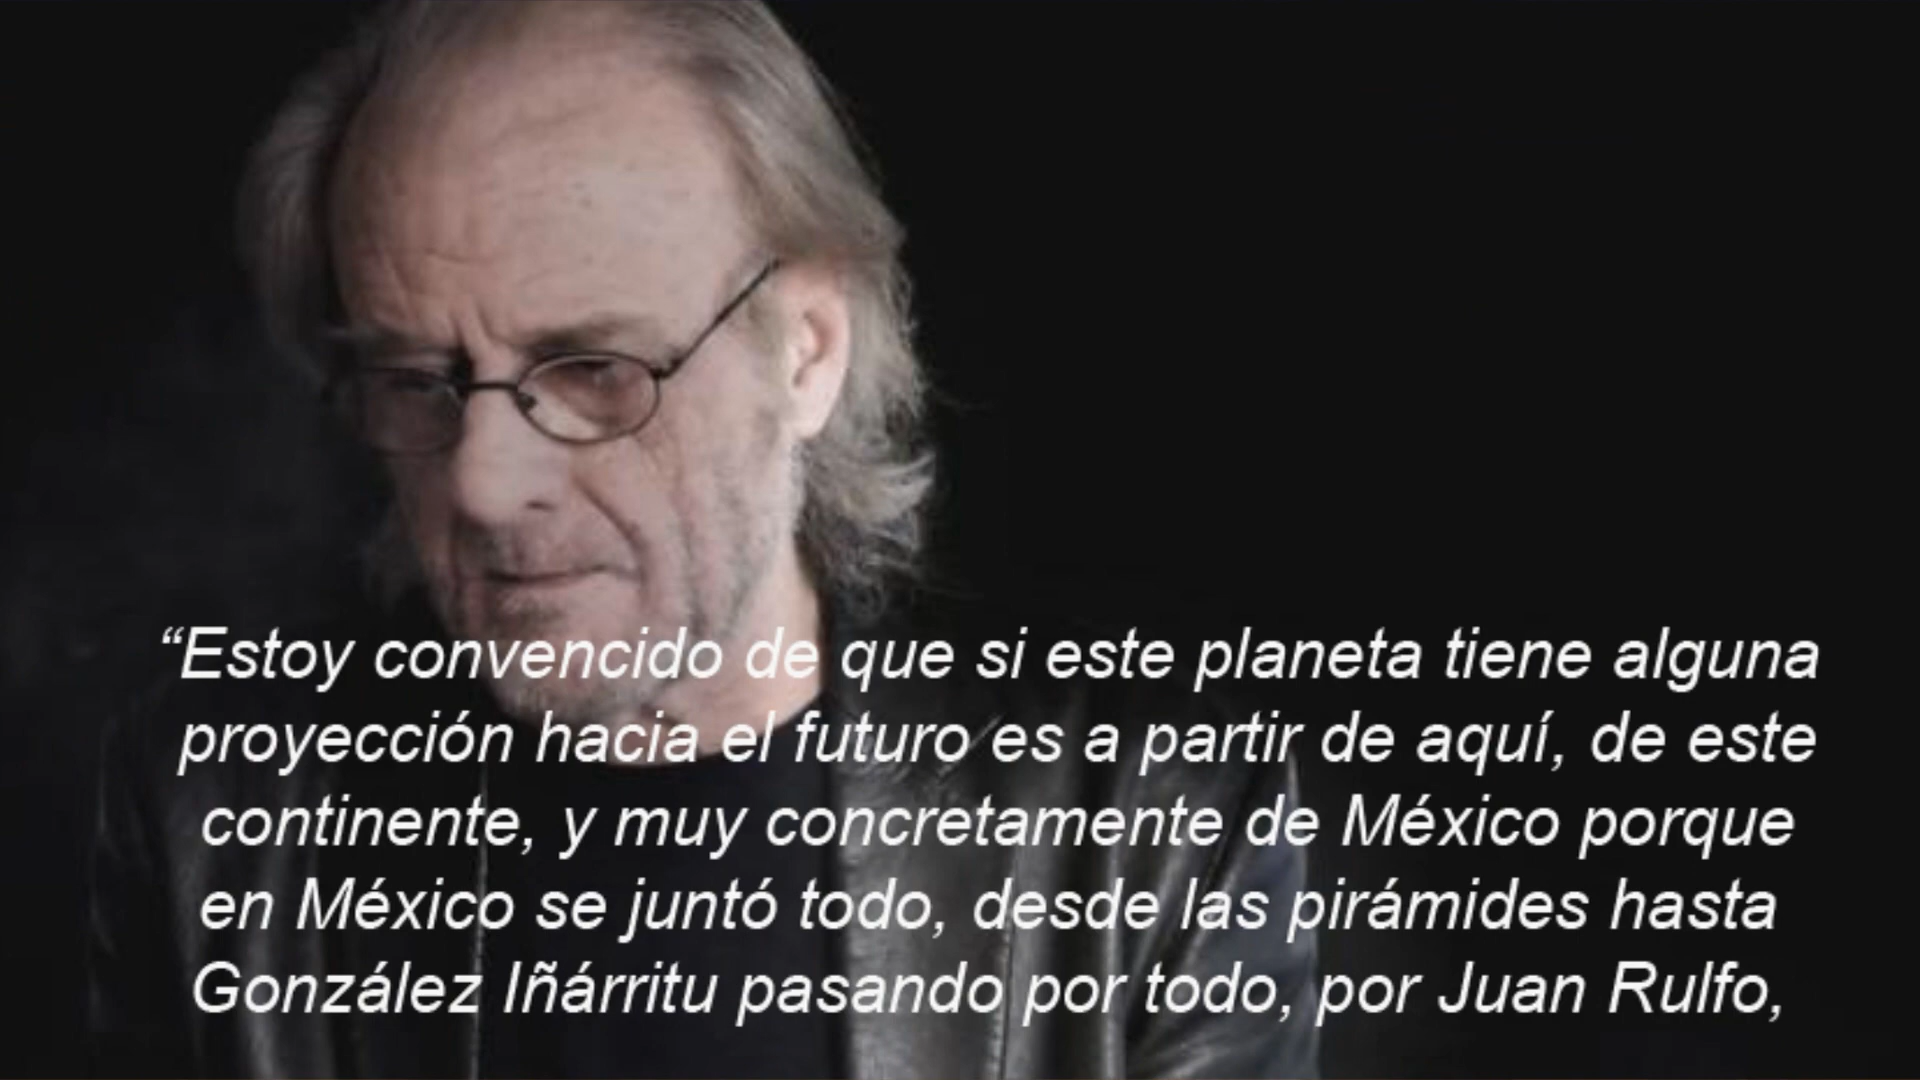 “Estoy convencido de que si este planeta tiene alguna
proyección hacia el futuro es a partir de aquí, de este
continente, y muy concretamente de México porque
en México se juntó todo, desde las pirámides hasta
González Iñárritu pasando por todo, por Juan Rulfo,